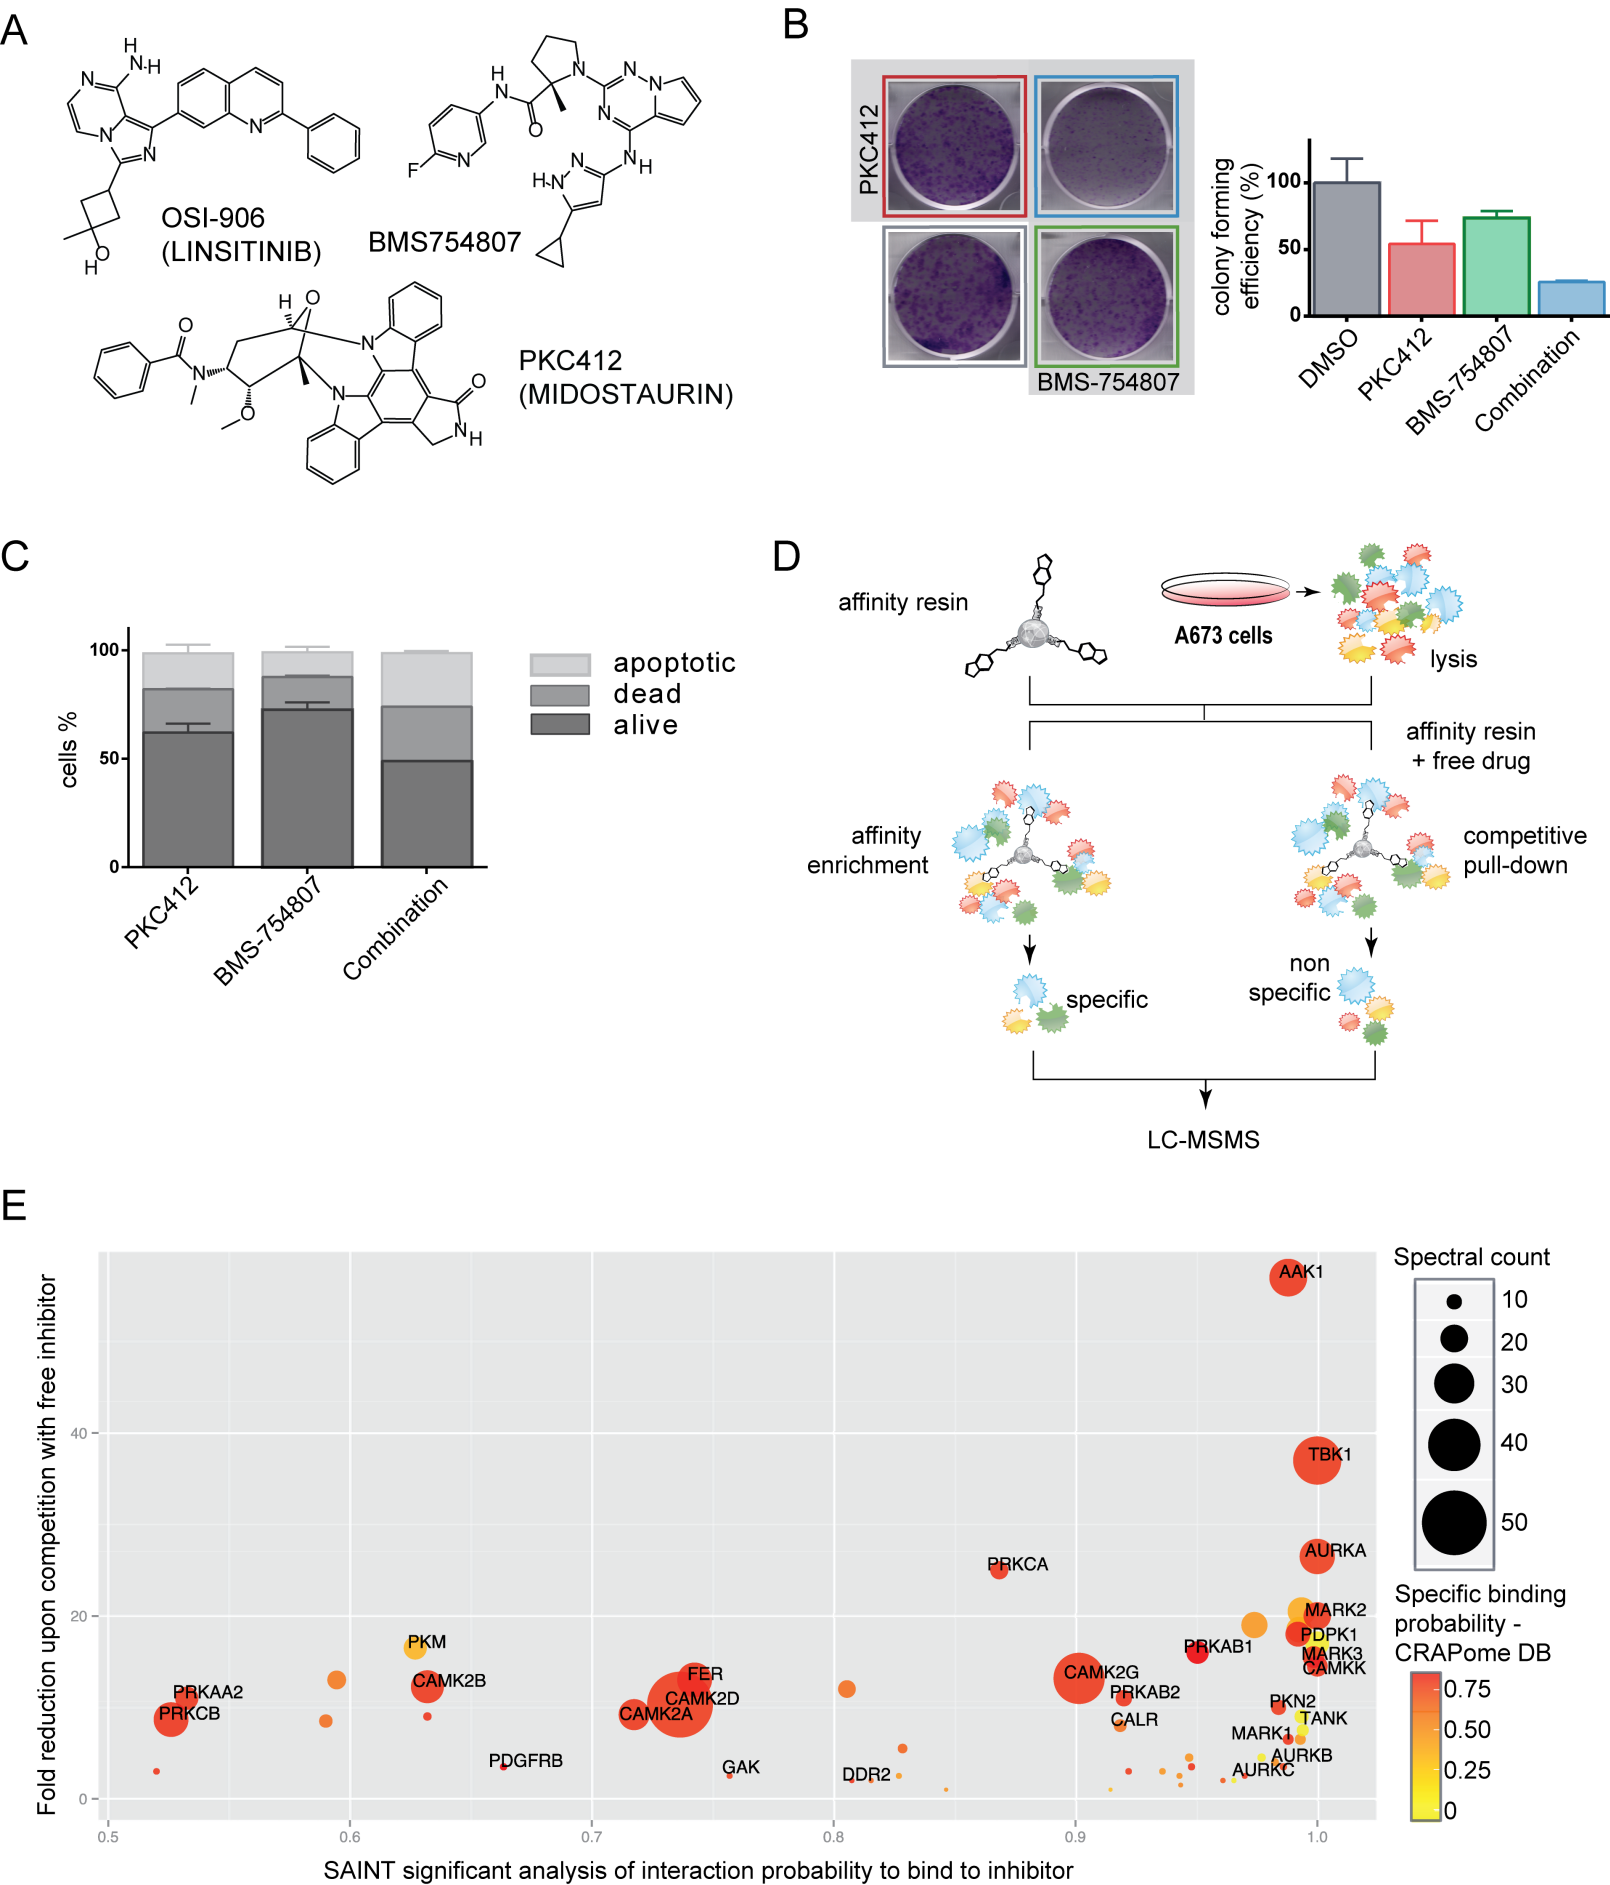 A
H
N
H
N
N
N
N
OH
H
OSI-906
(LINSITINIB)
H
N
O
F
N
N
N
N
N
N
H
N
HN
BMS754807
H
O
O
N
O
N
N
O
N
H
PKC412
(MIDOSTAURIN)
B
PKC412
BMS-754807
colony forming
efficiency (%)
100
50
0
DMSO
PKC412
BMS-754807
Combination
C
cells %
100
50
0
PKC412
BMS-754807
Combination
apoptotic
dead
alive
D
affinity resin
A673 cells
lysis
affinity resin
+ free drug
affinity
enrichment
competitive
pull-down
specific
non
specific
LC-MSMS
E
Fold reduction upon competition with free inhibitor
40
20
0
0.5
0.6
0.7
0.8
0.9
1.0
SAINT significant analysis of interaction probability to bind to inhibitor
AAK1
TBK1
AURKA
PRKCA
MARK2
PDPK1
PKM
PRKAB1
MARK3
CAMKK
FER
CAMK2G
CAMK2B
PRKAA2
PRKAB2
CAMK2D
PKN2
PRKCB
CAMK2A
CALR
TANK
MARK1
PDGFRB
AURKB
GAK
DDR2
AURKC
Spectral count
10
20
30
40
50
Specific binding
probability -
CRAPome DB
0.75
0.50
0.25
0